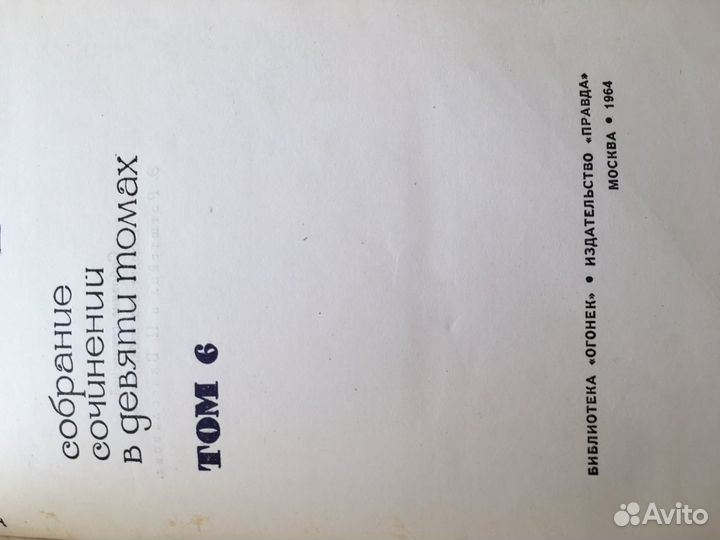 собрание
сочинений
в девяти томах
ТОМ 6
БИБЛИОТЕКА «ОГОНЕК» • ИЗДАТЕЛЬСТВО «ПРАВДА»
МОСКВА • 1964
Avito